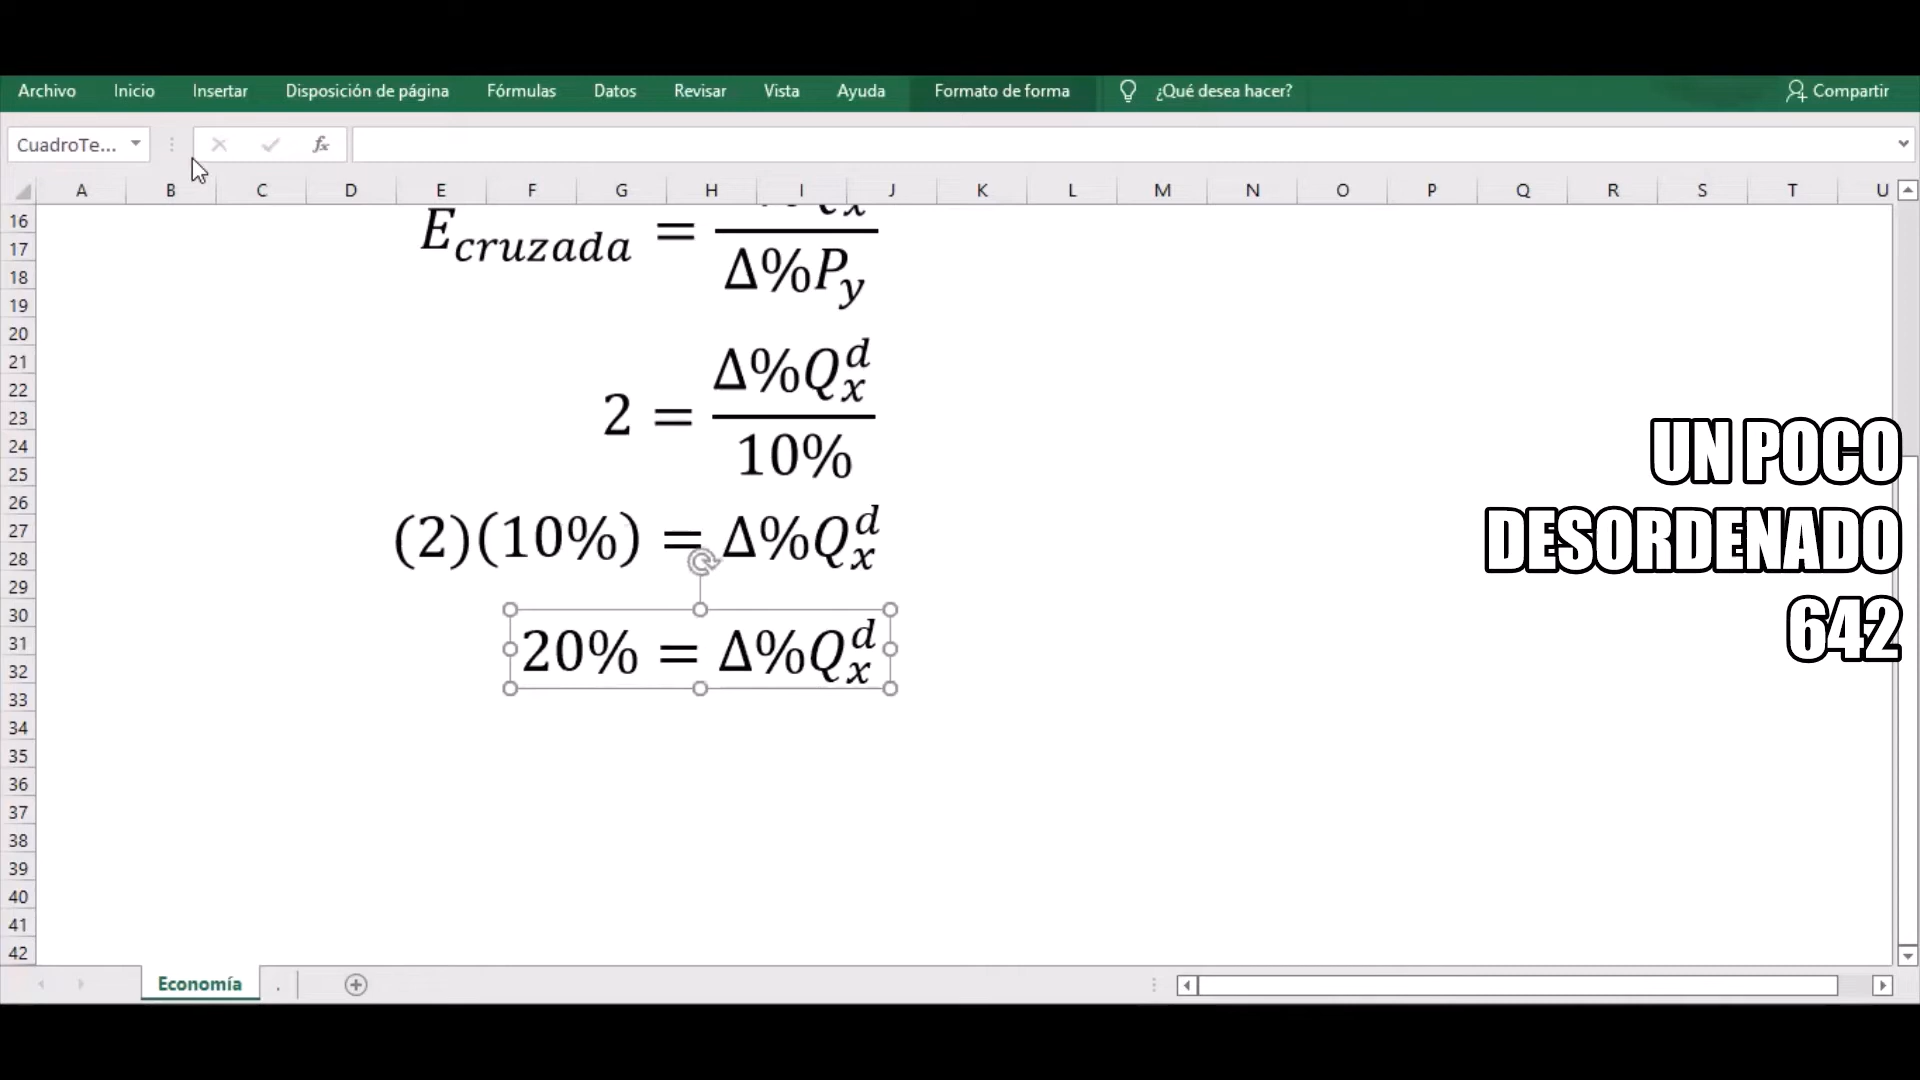 Archivo Inicio Insertar Disposición de página Fórmulas Datos Revisar Vista Ayuda Formato de forma ¿Qué desea hacer? Compartir
CuadroTe... fx
A B C D E F G H I J K L M N O P Q R S T U
16
17
18
19
20
21
22
23
24
25
26
27
28
29
30
31
32
33
34
35
36
37
38
39
40
41
42
E_cruzada =
Δ%P_y
2 = Δ%Q_x^d
10%
(2)(10%) = Δ%Q_x^d
20% = Δ%Q_x^d
UN POCO
DESORDENADO
642
Economía .